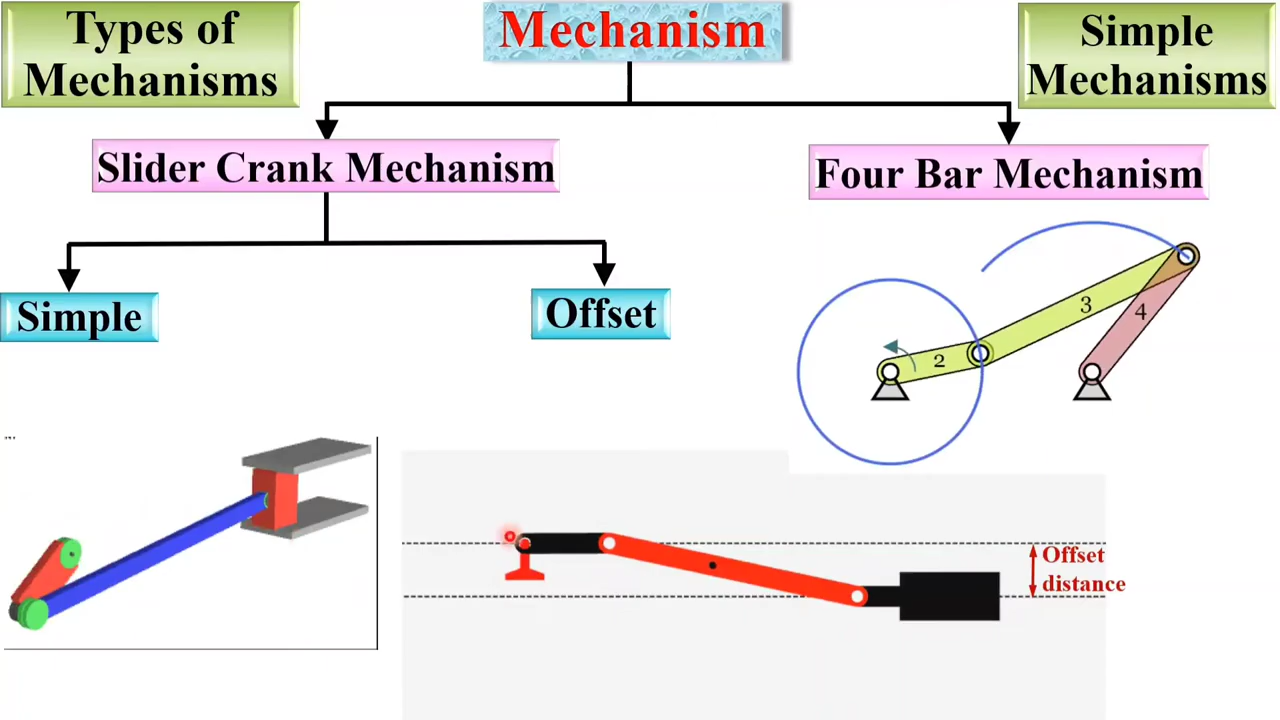 Types of
Mechanisms
Mechanism
Simple
Mechanisms
Slider Crank Mechanism
Four Bar Mechanism
Simple
Offset
2
3
4
Offset
distance